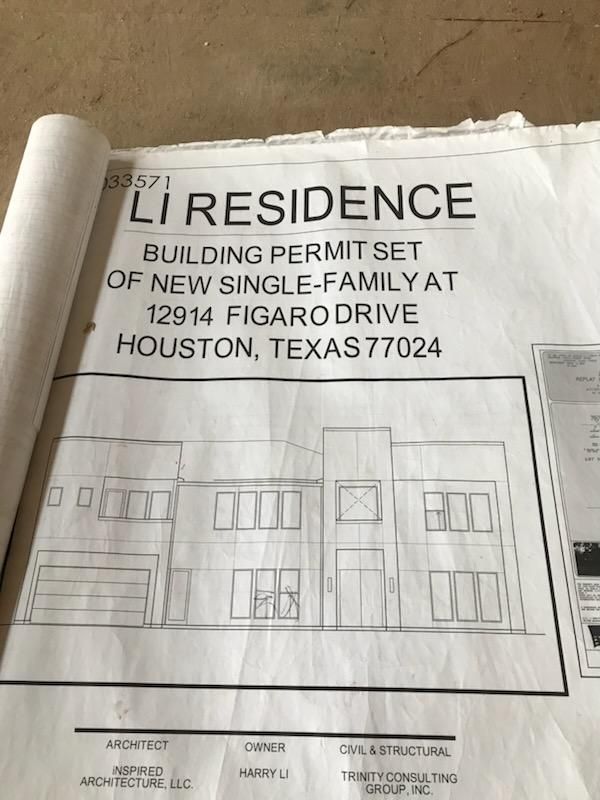 033571
LI RESIDENCE
BUILDING PERMIT SET
OF NEW SINGLE-FAMILY AT
12914 FIGARO DRIVE
HOUSTON, TEXAS 77024
REPLAT
ARCHITECT
INSPIRED
ARCHITECTURE, LLC.
OWNER
HARRY LI
CIVIL & STRUCTURAL
TRINITY CONSULTING
GROUP, INC.